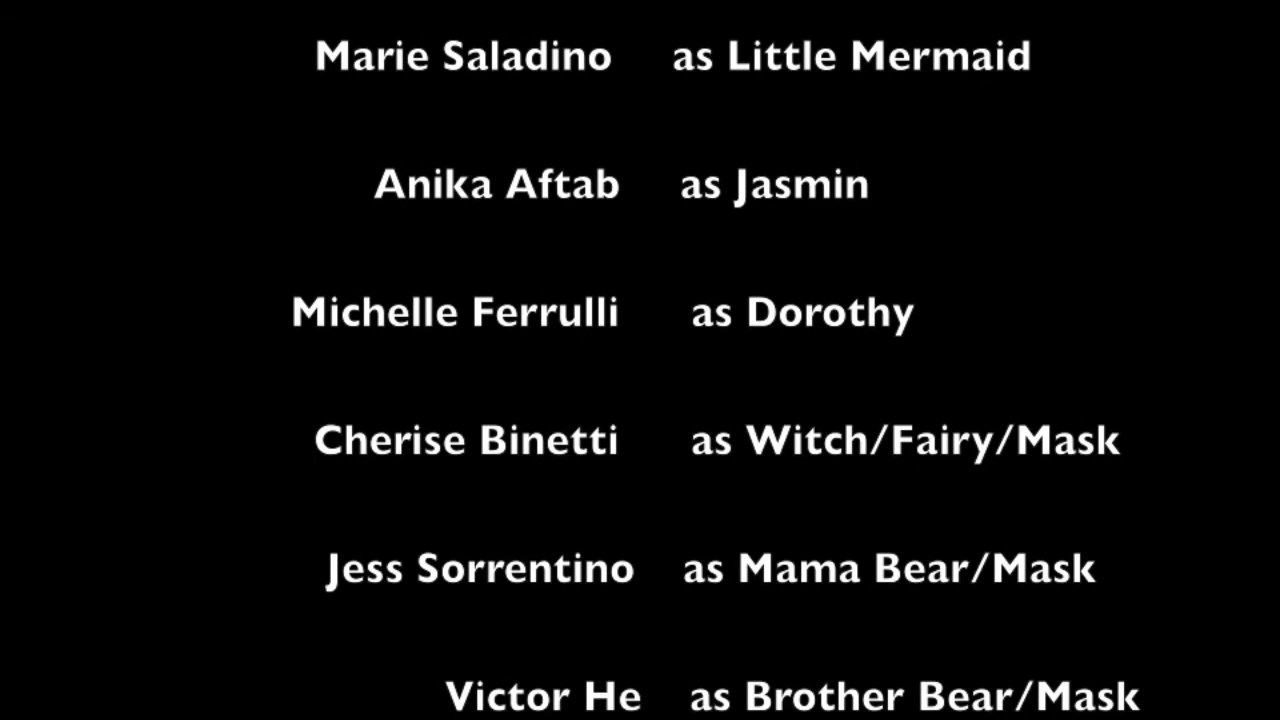 Marie Saladino as Little Mermaid
Anika Aftab as Jasmin
Michelle Ferrulli as Dorothy
Cherise Binetti as Witch/Fairy/Mask
Jess Sorrentino as Mama Bear/Mask
Victor He as Brother Bear/Mask